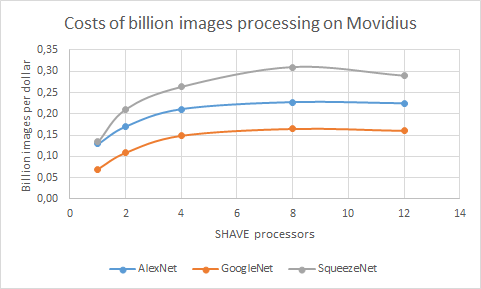 Costs of billion images processing on Movidius
Billion images per dollar
0,35
0,30
0,25
0,20
0,15
0,10
0,05
0,00
0 2 4 6 8 10 12 14
SHAVE processors
AlexNet GoogleNet SqueezeNet